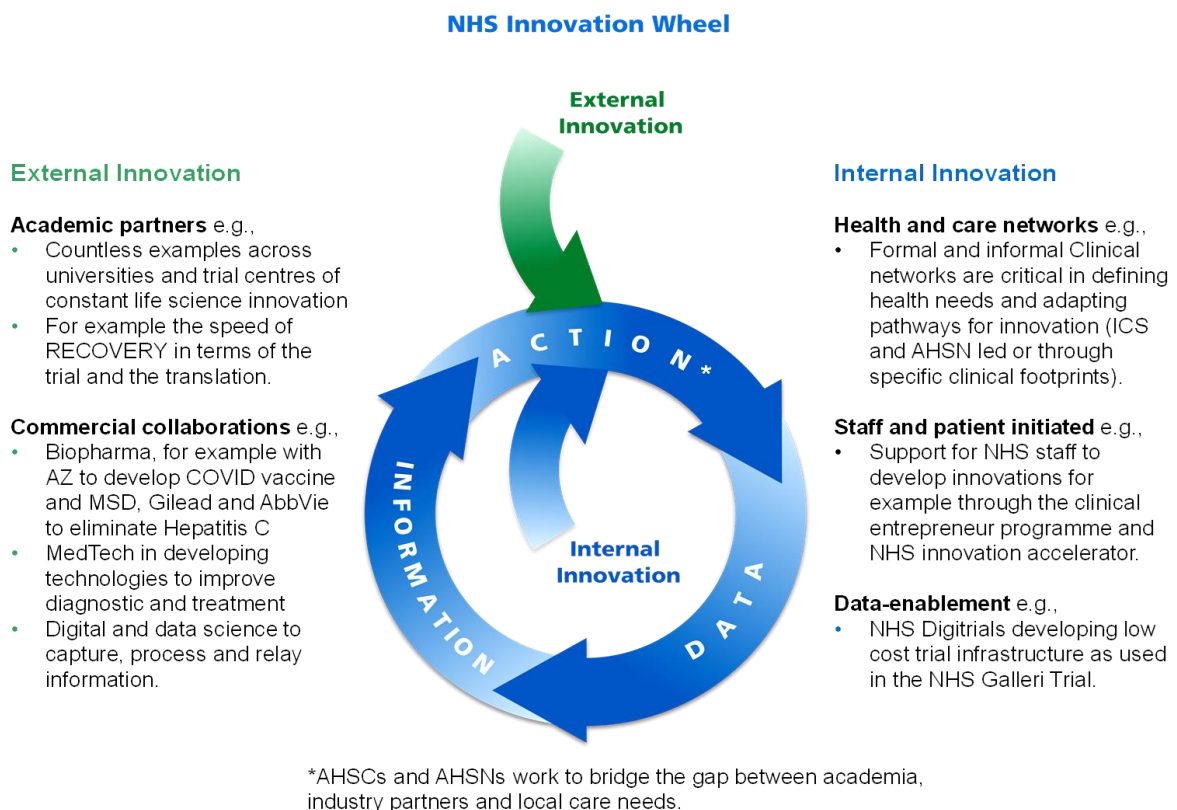 NHS Innovation Wheel
External
Innovation
External Innovation
Academic partners e.g.,
• Countless examples across
universities and trial centres of
constant life science innovation
• For example the speed of
RECOVERY in terms of the
trial and the translation.
Commercial collaborations e.g.,
• Biopharma, for example with
AZ to develop COVID vaccine
and MSD, Gilead and AbbVie
to eliminate Hepatitis C
• MedTech in developing
technologies to improve
diagnostic and treatment
• Digital and data science to
capture, process and relay
information.
ACTION*
DATA
INFORMATION
Internal
Innovation
Internal Innovation
Health and care networks e.g.,
• Formal and informal Clinical
networks are critical in defining
health needs and adapting
pathways for innovation (ICS
and AHSN led or through
specific clinical footprints).
Staff and patient initiated e.g.,
• Support for NHS staff to
develop innovations for
example through the clinical
entrepreneur programme and
NHS innovation accelerator.
Data-enablement e.g.,
• NHS Digitrials developing low
cost trial infrastructure as used
in the NHS Galleri Trial.
*AHSCs and AHSNs work to bridge the gap between academia,
industry partners and local care needs.